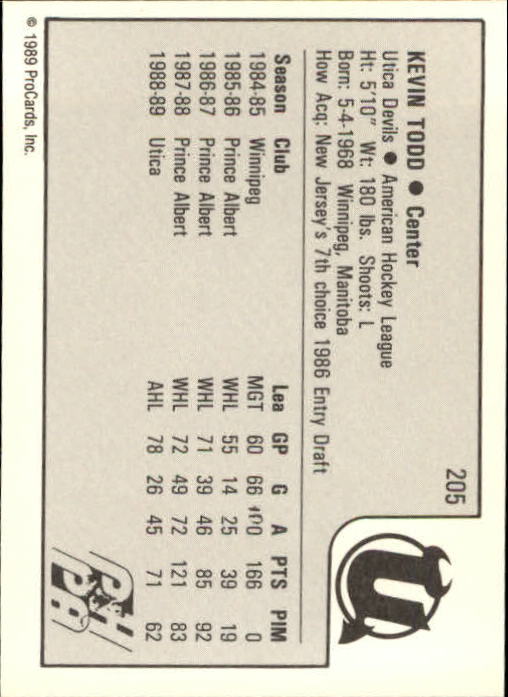 205
KEVIN TODD ● Center
Utica Devils ● American Hockey League
Ht: 5'10" Wt: 180 lbs. Shoots: L
Born: 5-4-1968 Winnipeg, Manitoba
How Acq: New Jersey's 7th choice 1986 Entry Draft
Season Club Lea GP G A PTS PIM
1984-85 Winnipeg MGT 60 66 100 166 0
1985-86 Prince Albert WHL 55 14 25 39 19
1986-87 Prince Albert WHL 71 39 46 85 92
1987-88 Prince Albert WHL 72 49 72 121 83
1988-89 Utica AHL 78 26 45 71 62
© 1989 ProCards, Inc.
U